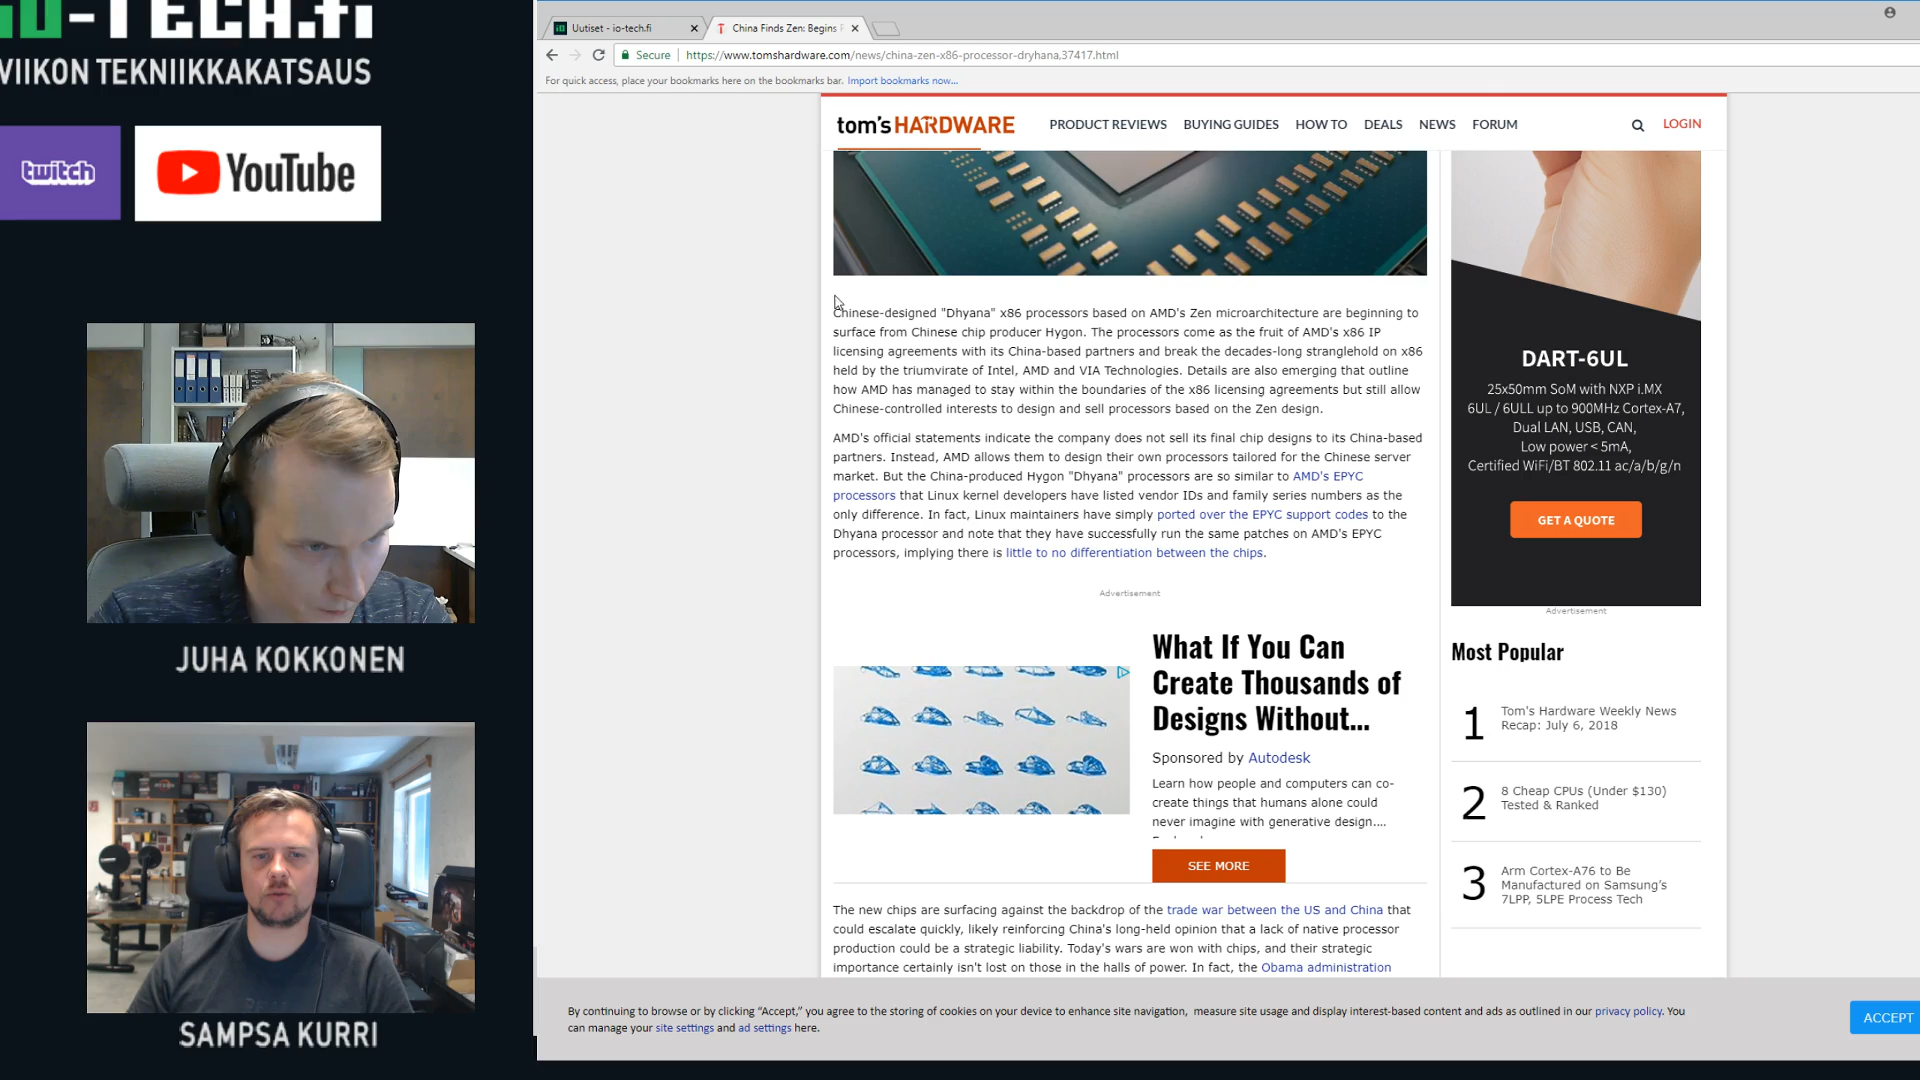 io-TECH.fi
VIIKON TEKNIIKKAKATSAUS
twitch
YouTube
JUHA KOKKONEN
SAMPSA KURRI
Uutiset - io-tech.fi
China Finds Zen: Begins
Secure
https://www.tomshardware.com/news/china-zen-x86-processor-dryhana,37417.html
For quick access, place your bookmarks here on the bookmarks bar. Import bookmarks now...
tom's HARDWARE
PRODUCT REVIEWS
BUYING GUIDES
HOW TO
DEALS
NEWS
FORUM
LOGIN
Chinese-designed "Dhyana" x86 processors based on AMD's Zen microarchitecture are beginning to
surface from Chinese chip producer Hygon. The processors come as the fruit of AMD's x86 IP
licensing agreements with its China-based partners and break the decades-long stranglehold on x86
held by the triumvirate of Intel, AMD and VIA Technologies. Details are also emerging that outline
how AMD has managed to stay within the boundaries of the x86 licensing agreements but still allow
Chinese-controlled interests to design and sell processors based on the Zen design.
AMD's official statements indicate the company does not sell its final chip designs to its China-based
partners. Instead, AMD allows them to design their own processors tailored for the Chinese server
market. But the China-produced Hygon "Dhyana" processors are so similar to AMD's EPYC
processors that Linux kernel developers have listed vendor IDs and family series numbers as the
only difference. In fact, Linux maintainers have simply ported over the EPYC support codes to the
Dhyana processor and note that they have successfully run the same patches on AMD's EPYC
processors, implying there is little to no differentiation between the chips.
Advertisement
What If You Can
Create Thousands of
Designs Without...
Sponsored by Autodesk
Learn how people and computers can co-
create things that humans alone could
never imagine with generative design....
SEE MORE
The new chips are surfacing against the backdrop of the trade war between the US and China that
could escalate quickly, likely reinforcing China's long-held opinion that a lack of native processor
production could be a strategic liability. Today's wars are won with chips, and their strategic
importance certainly isn't lost on those in the halls of power. In fact, the Obama administration
DART-6UL
25x50mm SoM with NXP i.MX
6UL / 6ULL up to 900MHz Cortex-A7,
Dual LAN, USB, CAN,
Low power < 5mA,
Certified WiFi/BT 802.11 ac/a/b/g/n
GET A QUOTE
Advertisement
Most Popular
1
Tom's Hardware Weekly News
Recap: July 6, 2018
2
8 Cheap CPUs (Under $130)
Tested & Ranked
3
Arm Cortex-A76 to Be
Manufactured on Samsung's
7LPP, 5LPE Process Tech
By continuing to browse or by clicking "Accept," you agree to the storing of cookies on your device to enhance site navigation, measure site usage and display interest-based content and ads as outlined in our privacy policy. You
can manage your site settings and ad settings here.
ACCEPT